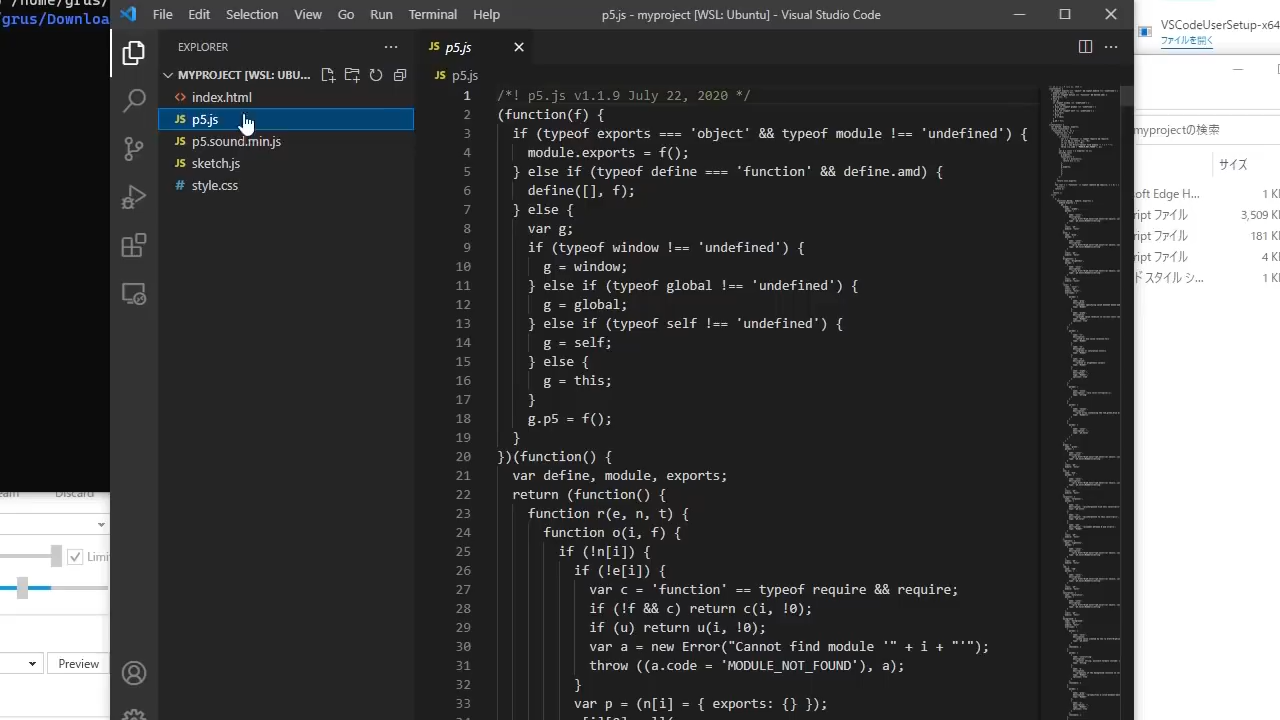 /home/grus/
grus/Downloa
File Edit Selection View Go Run Terminal Help
p5.js - myproject [WSL: Ubuntu] - Visual Studio Code
EXPLORER
MYPROJECT [WSL: UBU...
index.html
JS p5.js
JS p5.sound.min.js
JS sketch.js
# style.css
JS p5.js
JS p5.js
1 /*! p5.js v1.1.9 July 22, 2020 */
2 (function(f) {
3 if (typeof exports === 'object' && typeof module !== 'undefined') {
4 module.exports = f();
5 } else if (typeof define === 'function' && define.amd) {
6 define([], f);
7 } else {
8 var g;
9 if (typeof window !== 'undefined') {
10 g = window;
11 } else if (typeof global !== 'undefined') {
12 g = global;
13 } else if (typeof self !== 'undefined') {
14 g = self;
15 } else {
16 g = this;
17 }
18 g.p5 = f();
19 }
20 })(function() {
21 var define, module, exports;
22 return (function() {
23 function r(e, n, t) {
24 function o(i, f) {
25 if (!n[i]) {
26 if (!e[i]) {
27 var c = 'function' == typeof require && require;
28 if (!f && c) return c(i, !0);
29 if (u) return u(i, !0);
30 var a = new Error("Cannot find module '" + i + "'");
31 throw ((a.code = 'MODULE_NOT_FOUND'), a);
32 }
33 var p = (n[i] = { exports: {} });
VSCodeUserSetup-x64
ファイルを開く
myprojectの検索
サイズ
soft Edge H... 1 K
ript ファイル 3,509 K
ript ファイル 181 K
ript ファイル 4 K
ド スタイル シ... 1 K
eam Discard
Limi
Preview